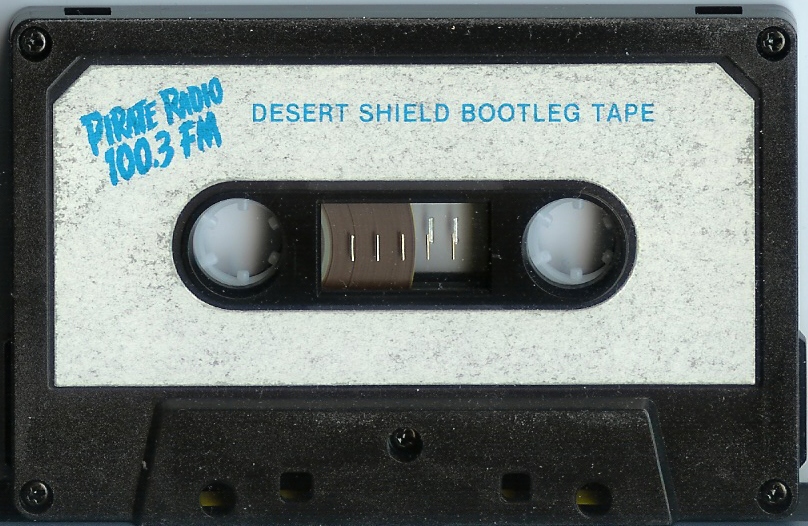 PIRATE RADIO
100.3 FM
DESERT SHIELD BOOTLEG TAPE